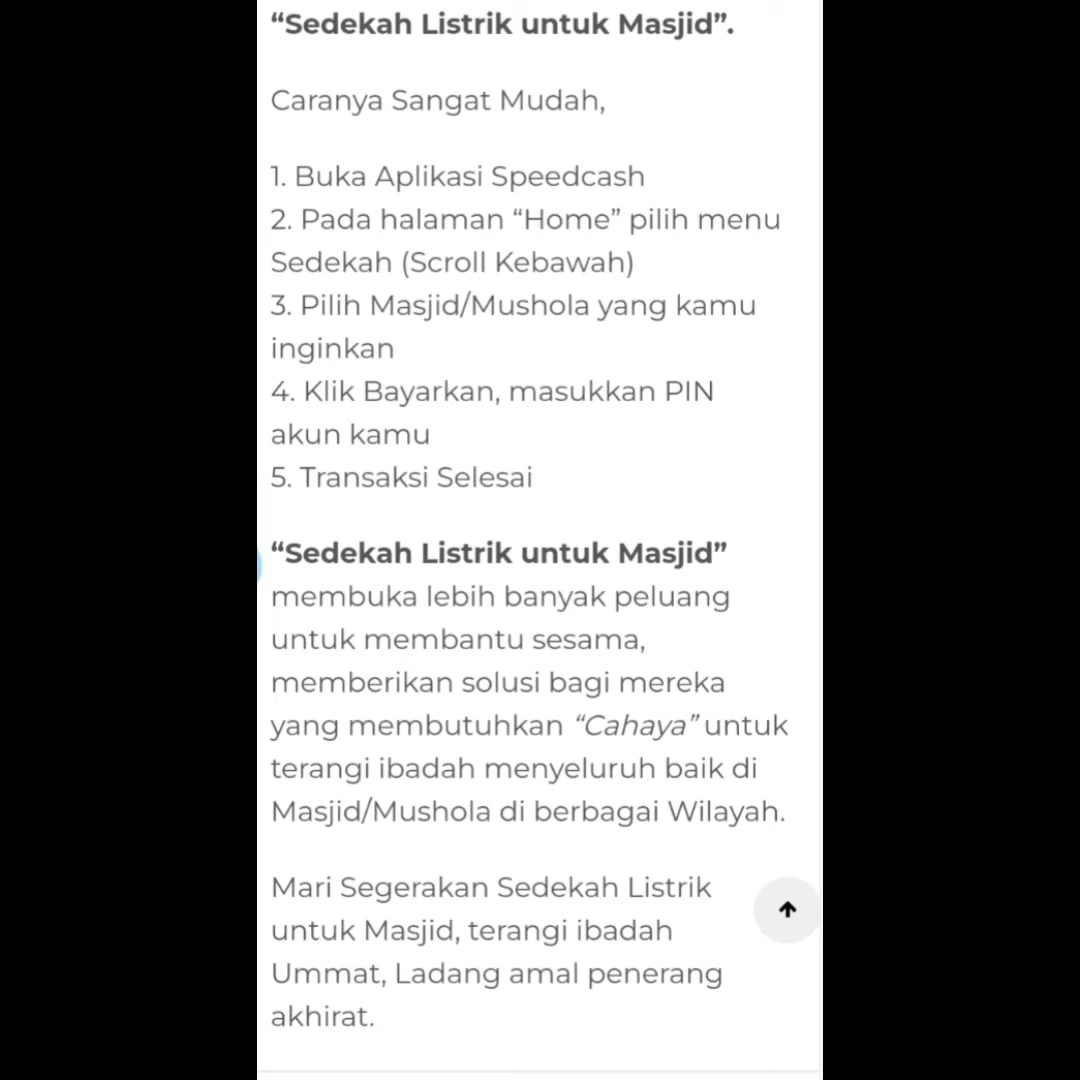 “Sedekah Listrik untuk Masjid”.
Caranya Sangat Mudah,
1. Buka Aplikasi Speedcash
2. Pada halaman “Home” pilih menu
Sedekah (Scroll Kebawah)
3. Pilih Masjid/Mushola yang kamu
inginkan
4. Klik Bayarkan, masukkan PIN
akun kamu
5. Transaksi Selesai
“Sedekah Listrik untuk Masjid”
membuka lebih banyak peluang
untuk membantu sesama,
memberikan solusi bagi mereka
yang membutuhkan “Cahaya” untuk
terangi ibadah menyeluruh baik di
Masjid/Mushola di berbagai Wilayah.
Mari Segerakan Sedekah Listrik
untuk Masjid, terangi ibadah
Ummat, Ladang amal penerang
akhirat.